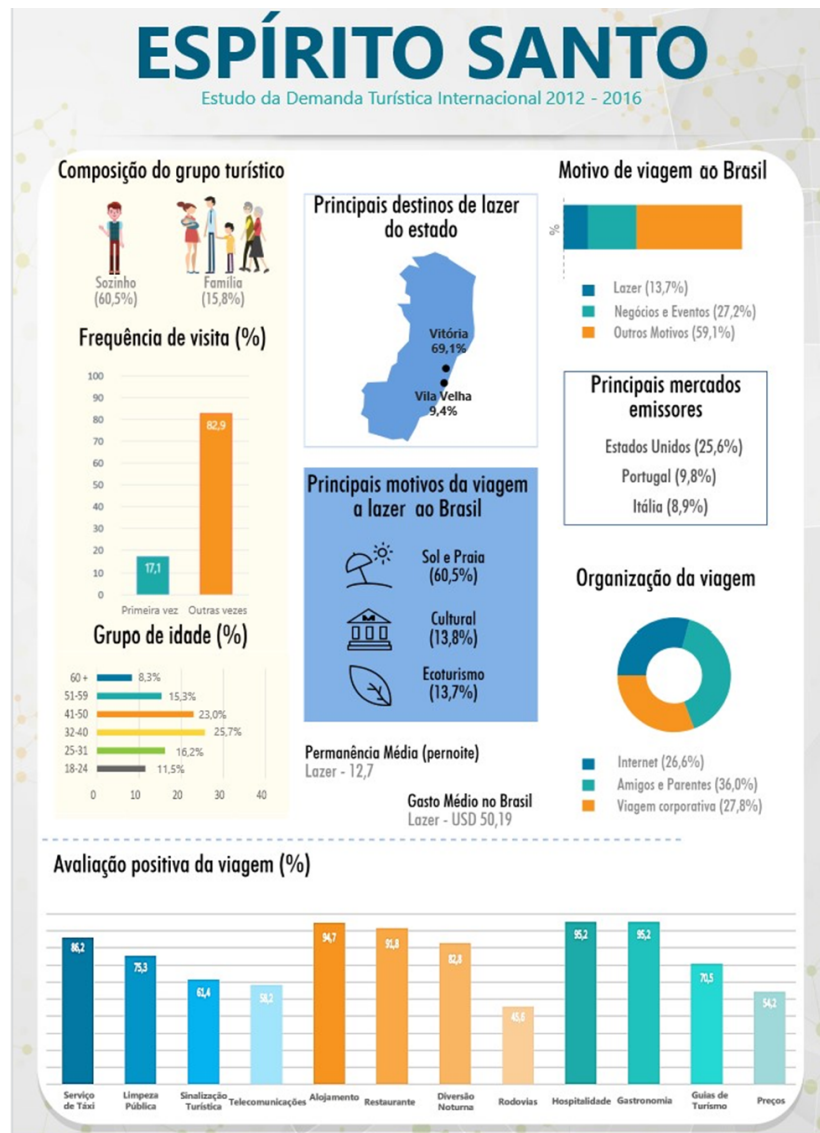 ESPÍRITO SANTO
Estudo da Demanda Turística Internacional 2012 - 2016
Composição do grupo turístico
Sozinho
(60,5%)
Família
(15,8%)
Frequência de visita (%)
100
90
80
70
60
50
40
30
20
10
0
17,1
82,9
Primeira vez
Outras vezes
Grupo de idade (%)
60 +
8,3%
51-59
15,3%
41-50
23,0%
32-40
25,7%
25-31
16,2%
18-24
11,5%
0 10 20 30 40
Principais destinos de lazer
do estado
Vitória
69,1%
Vila Velha
9,4%
Principais motivos da viagem
a lazer ao Brasil
Sol e Praia
(60,5%)
Cultural
(13,8%)
Ecoturismo
(13,7%)
Permanência Média (pernoite)
Lazer - 12,7
Gasto Médio no Brasil
Lazer - USD 50,19
Motivo de viagem ao Brasil
%
Lazer (13,7%)
Negócios e Eventos (27,2%)
Outros Motivos (59,1%)
Principais mercados
emissores
Estados Unidos (25,6%)
Portugal (9,8%)
Itália (8,9%)
Organização da viagem
Internet (26,6%)
Amigos e Parentes (36,0%)
Viagem corporativa (27,8%)
Avaliação positiva da viagem (%)
86,2
75,3
61,4
58,2
94,7
91,8
82,8
45,6
95,2
95,2
70,5
54,2
Serviço
de Táxi
Limpeza
Pública
Sinalização
Turística
Telecomunicações
Alojamento
Restaurante
Diversão
Noturna
Rodovias
Hospitalidade
Gastronomia
Guias de
Turismo
Preços